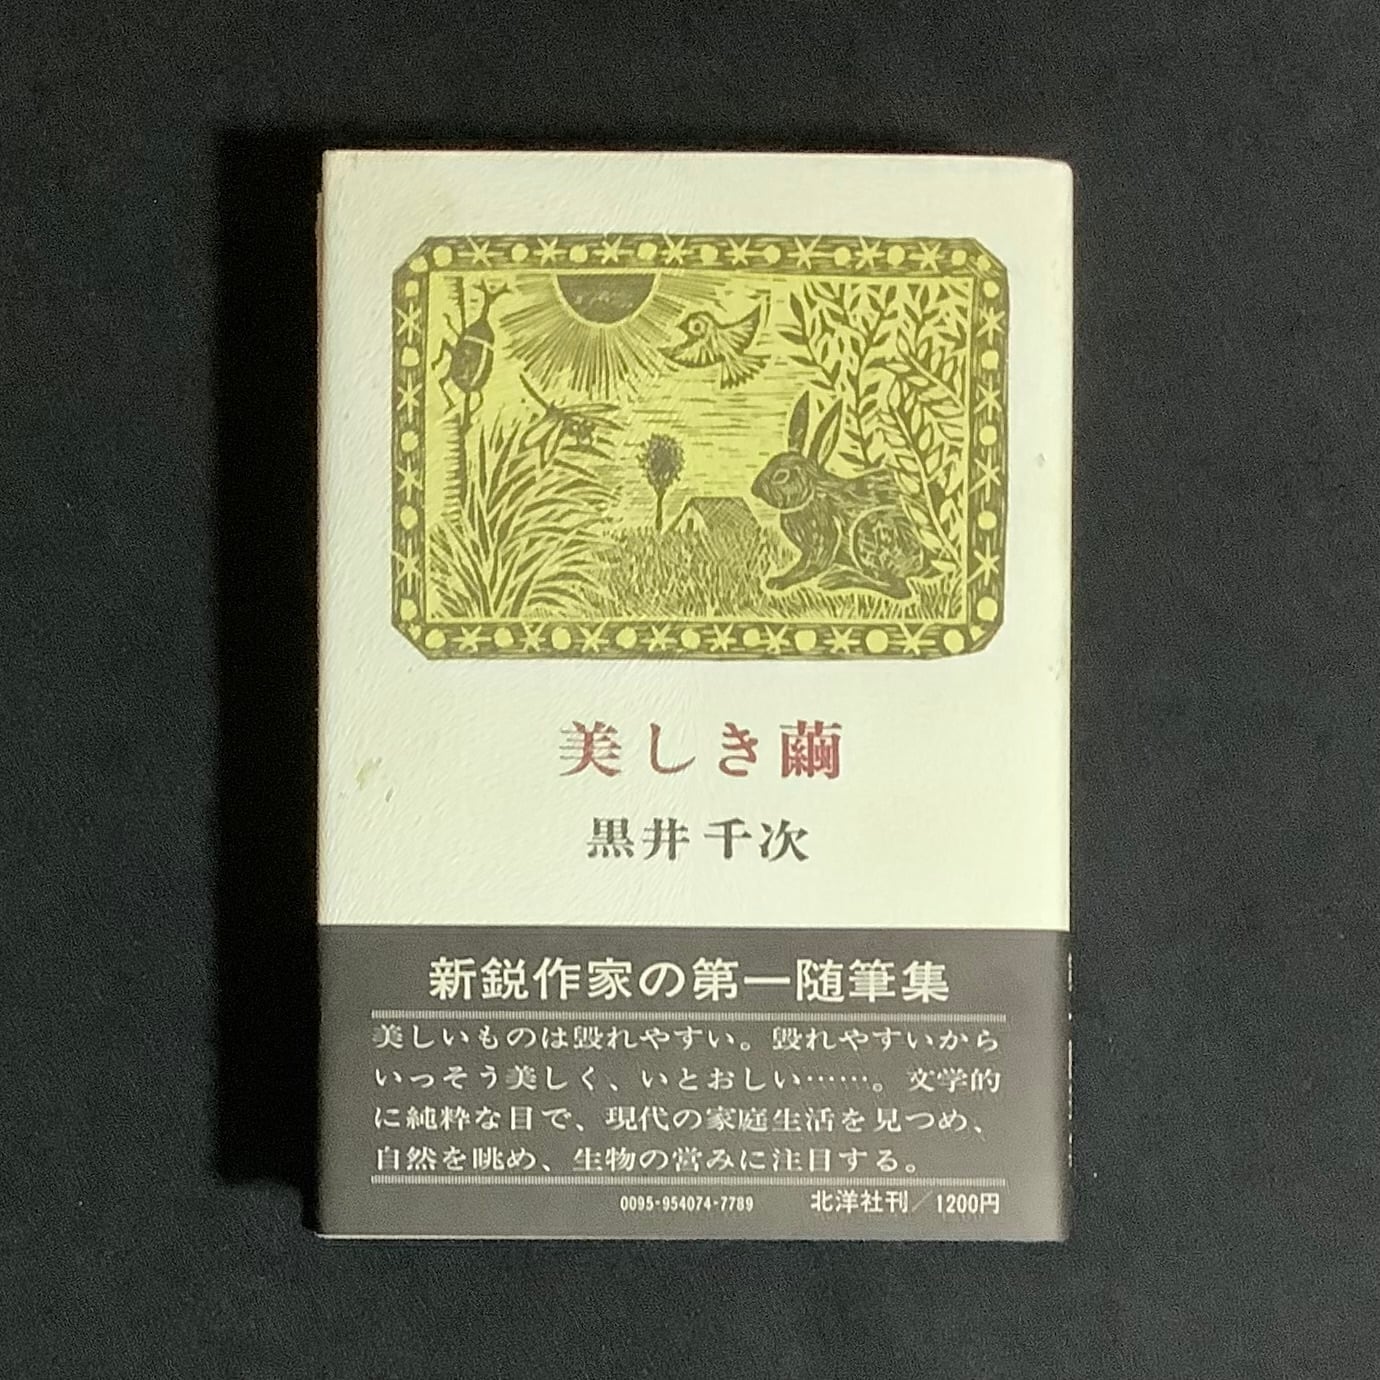 美しき繭
黒井千次
新鋭作家の第一随筆集
美しいものは毀れやすい。毀れやすいから
いっそう美しく、いとおしい……。文学的
に純粋な目で、現代の家庭生活を見つめ、
自然を眺め、生物の営みに注目する。
0095-954074-7789 北洋社刊／1200円